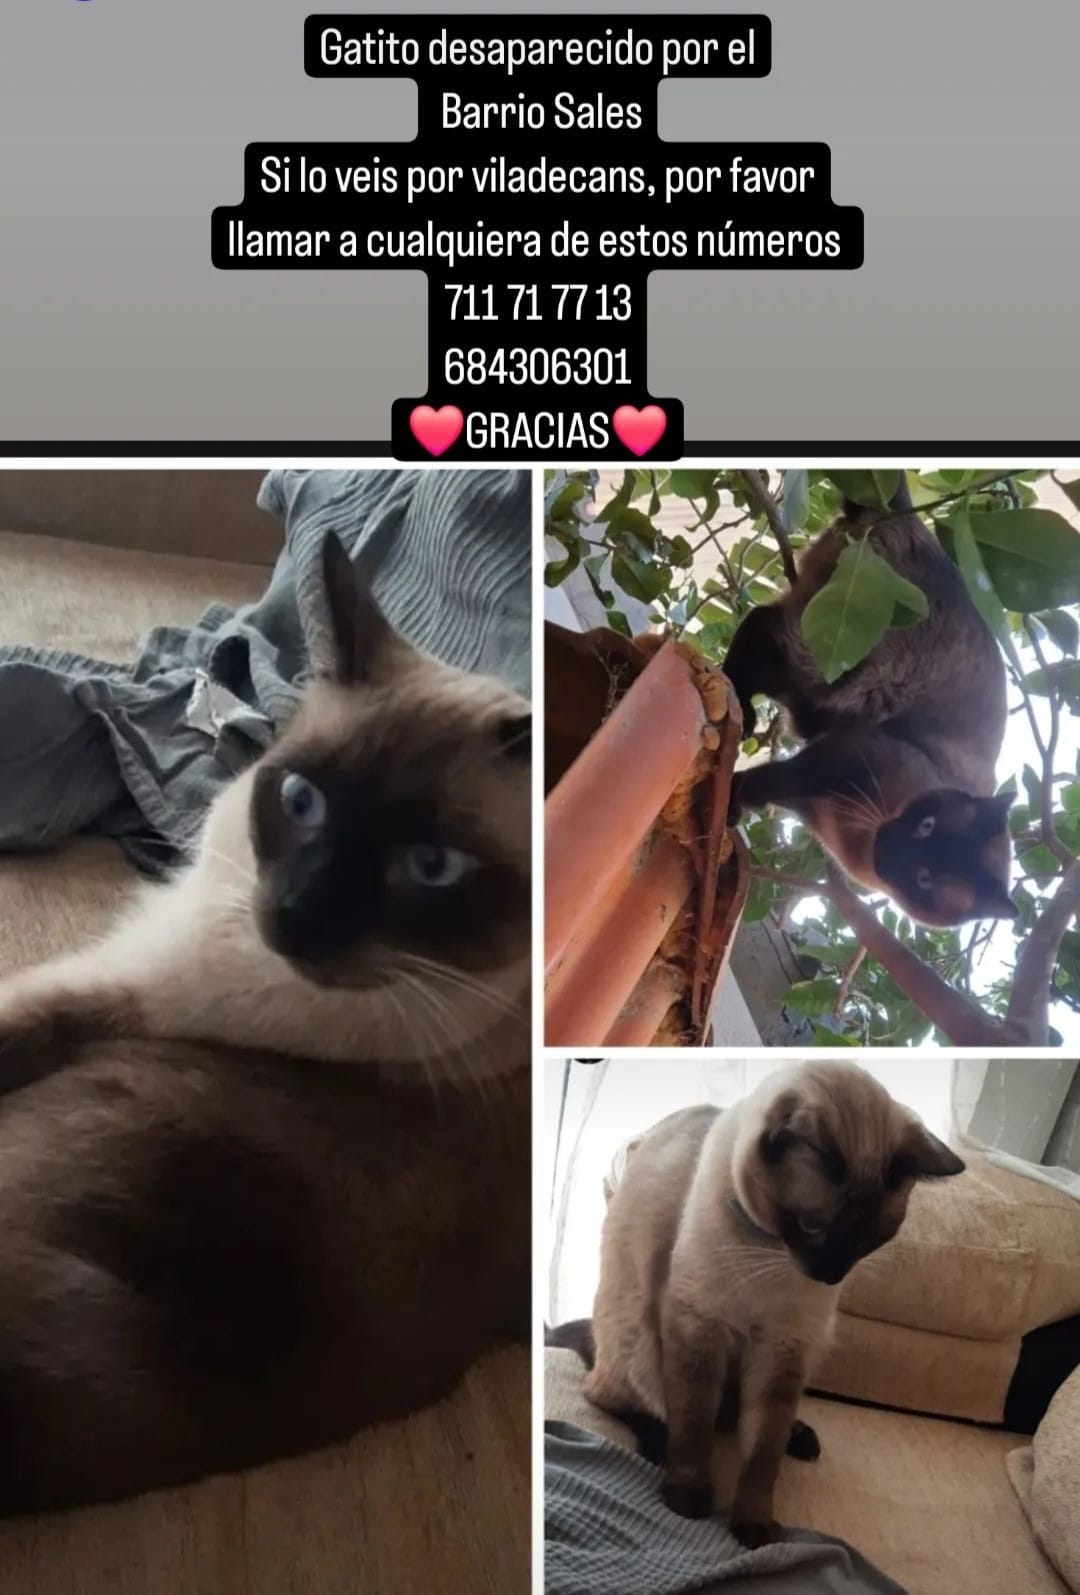 Gatito desaparecido por el
Barrio Sales
Si lo veis por viladecans, por favor
llamar a cualquiera de estos números
711 71 77 13
684306301
❤️GRACIAS❤️